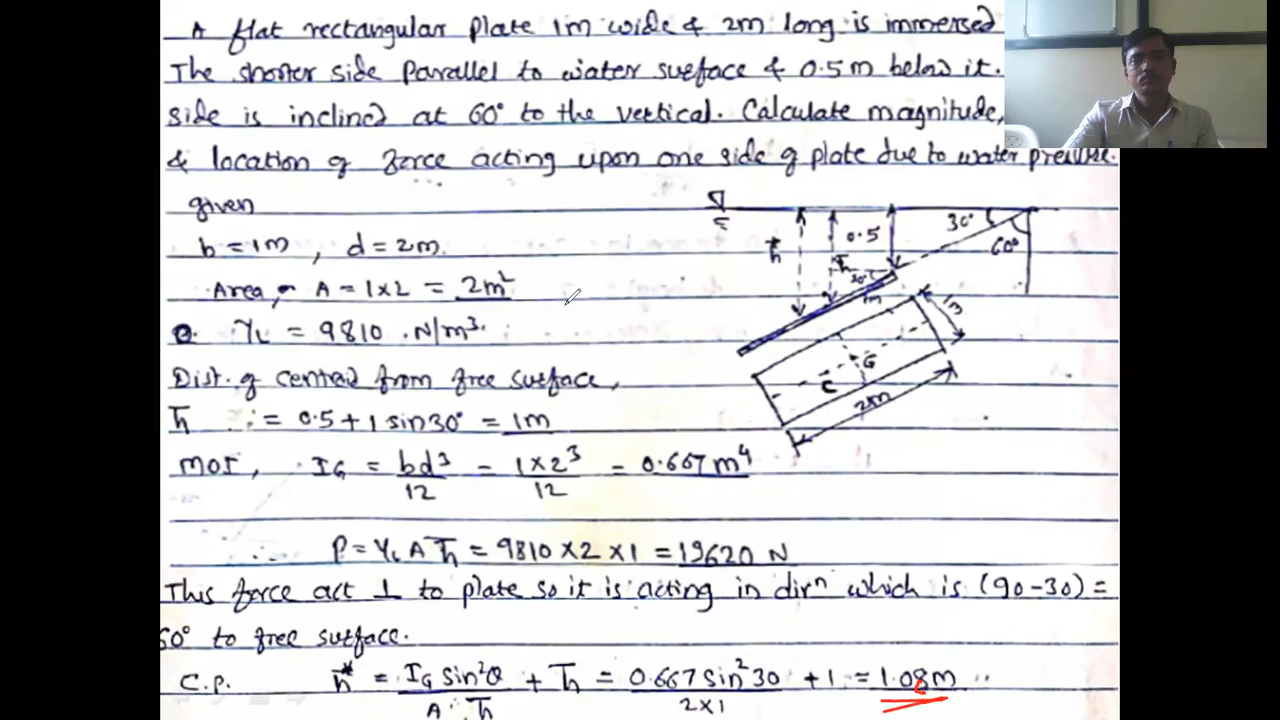 A flat rectangular plate 1m wide & 2m long is immersed
The shorter side parallel to water surface & 0.5m below it.
side is inclined at 60° to the vertical. Calculate magnitude,
& location of force acting upon one side of plate due to water pressure.
given
b = 1m , d = 2m.
Area, A = 1×2 = 2m²
γL = 9810 N/m³.
Dist. of centroid from free surface,
h̄ = 0.5 + 1 sin30° = 1m
MOI, IG = bd³/12 = 1×2³/12 = 0.667 m⁴
∴ P = γL A h̄ = 9810 × 2 × 1 = 19620 N
This force act ⊥ to plate so it is acting in dirⁿ which is (90-30) =
60° to free surface.
C.P. h* = IG sin²θ / A h̄ + h̄ = 0.667 sin²30 / 2×1 + 1 = 1.08m
h*
h̄
0.5
30°
60°
30°
1m
1m
G
C
2m